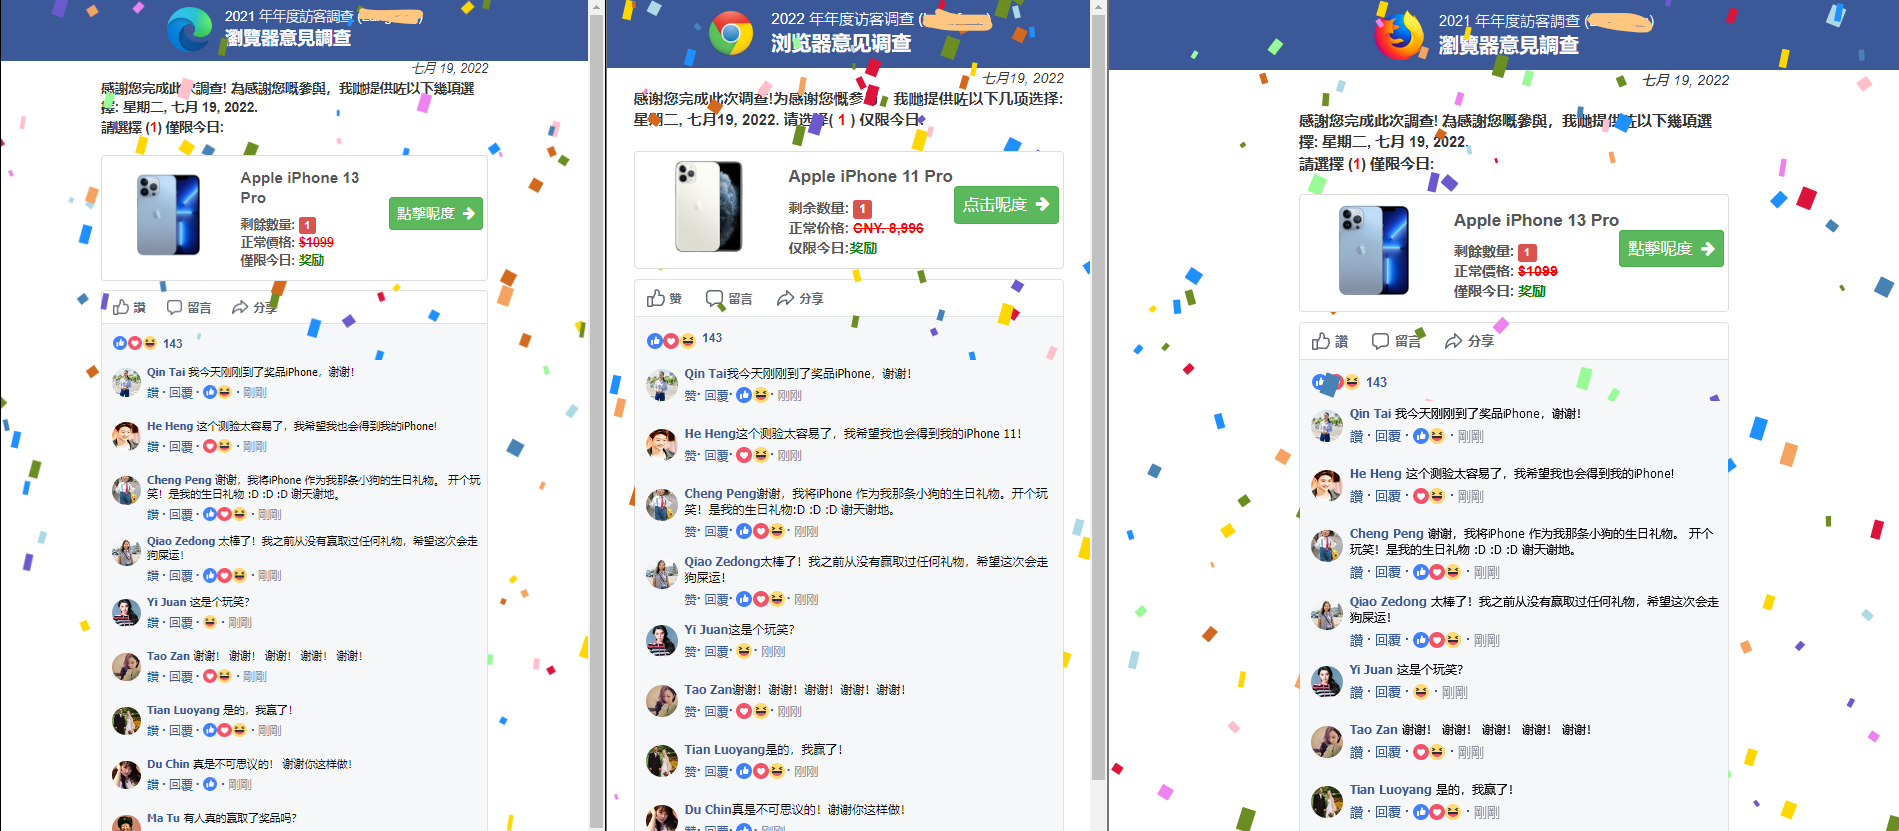 2021 年年度訪客調查
瀏覽器意見調查
七月 19, 2022
感謝您完成此次調查! 為感謝您嘅參與，我哋提供咗以下幾項選
擇: 星期二, 七月 19, 2022.
請選擇 (1) 僅限今日:
Apple iPhone 13
Pro
剩餘數量: 1
正常價格: $1099
僅限今日: 奖励
點擊呢度
讚 留言 分享
143
Qin Tai 我今天刚刚到了奖品iPhone，谢谢！
讚 · 回覆 · 剛剛
He Heng 这个测验太容易了，我希望我也会得到我的iPhone!
讚 · 回覆 · 剛剛
Cheng Peng 谢谢，我将iPhone 作为我那条小狗的生日礼物。 开个玩
笑！是我的生日礼物 :D :D :D 谢天谢地。
讚 · 回覆 · 剛剛
Qiao Zedong 太棒了！我之前从没有赢取过任何礼物，希望这次会走
狗屎运！
讚 · 回覆 · 剛剛
Yi Juan 这是个玩笑？
讚 · 回覆 · 剛剛
Tao Zan 谢谢！ 谢谢！ 谢谢！ 谢谢！ 谢谢！
讚 · 回覆 · 剛剛
Tian Luoyang 是的，我赢了！
讚 · 回覆 · 剛剛
Du Chin 真是不可思议的！ 谢谢你这样做！
讚 · 回覆 · 剛剛
Ma Tu 有人真的赢取了奖品吗?
2022 年年度访客调查
浏览器意见调查
七月19, 2022
感谢您完成此次调查!为感谢您慨参 ，我哋提供咗以下几项选择:
星期二, 七月19, 2022. 请选择( 1 ) 仅限今日:
Apple iPhone 11 Pro
剩余数量: 1
正常价格: CNY. 8,996
仅限今日:奖励
点击呢度
赞 留言 分享
143
Qin Tai我今天刚刚到了奖品iPhone，谢谢！
赞· 回覆· 刚刚
He Heng这个测验太容易了，我希望我也会得到我的iPhone 11！
赞· 回覆· 刚刚
Cheng Peng谢谢，我将iPhone 作为我那条小狗的生日礼物。开个玩
笑！是我的生日礼物:D :D :D 谢天谢地。
赞· 回覆· 刚刚
Qiao Zedong太棒了！我之前从没有赢取过任何礼物，希望这次会走
狗屎运！
赞· 回覆· 刚刚
Yi Juan这是个玩笑？
赞· 回覆· 刚刚
Tao Zan谢谢！谢谢！谢谢！谢谢！谢谢！
赞· 回覆· 刚刚
Tian Luoyang是的，我赢了！
赞· 回覆· 刚刚
Du Chin真是不可思议的！谢谢你这样做！
赞· 回覆· 刚刚
2021 年年度訪客調查
瀏覽器意見調查
七月 19, 2022
感謝您完成此次調查! 為感謝您嘅參與，我哋提供咗以下幾項選
擇: 星期二, 七月 19, 2022.
請選擇 (1) 僅限今日:
Apple iPhone 13 Pro
剩餘數量: 1
正常價格: $1099
僅限今日: 奖励
點擊呢度
讚 留言 分享
143
Qin Tai 我今天刚刚到了奖品iPhone，谢谢！
讚 · 回覆 · 剛剛
He Heng 这个测验太容易了，我希望我也会得到我的iPhone!
讚 · 回覆 · 剛剛
Cheng Peng 谢谢，我将iPhone 作为我那条小狗的生日礼物。 开个
玩笑！是我的生日礼物 :D :D :D 谢天谢地。
讚 · 回覆 · 剛剛
Qiao Zedong 太棒了！我之前从没有赢取过任何礼物，希望这次会走
狗屎运！
讚 · 回覆 · 剛剛
Yi Juan 这是个玩笑？
讚 · 回覆 · 剛剛
Tao Zan 谢谢！ 谢谢！ 谢谢！ 谢谢！ 谢谢！
讚 · 回覆 · 剛剛
Tian Luoyang 是的，我赢了！
讚 · 回覆 · 剛剛